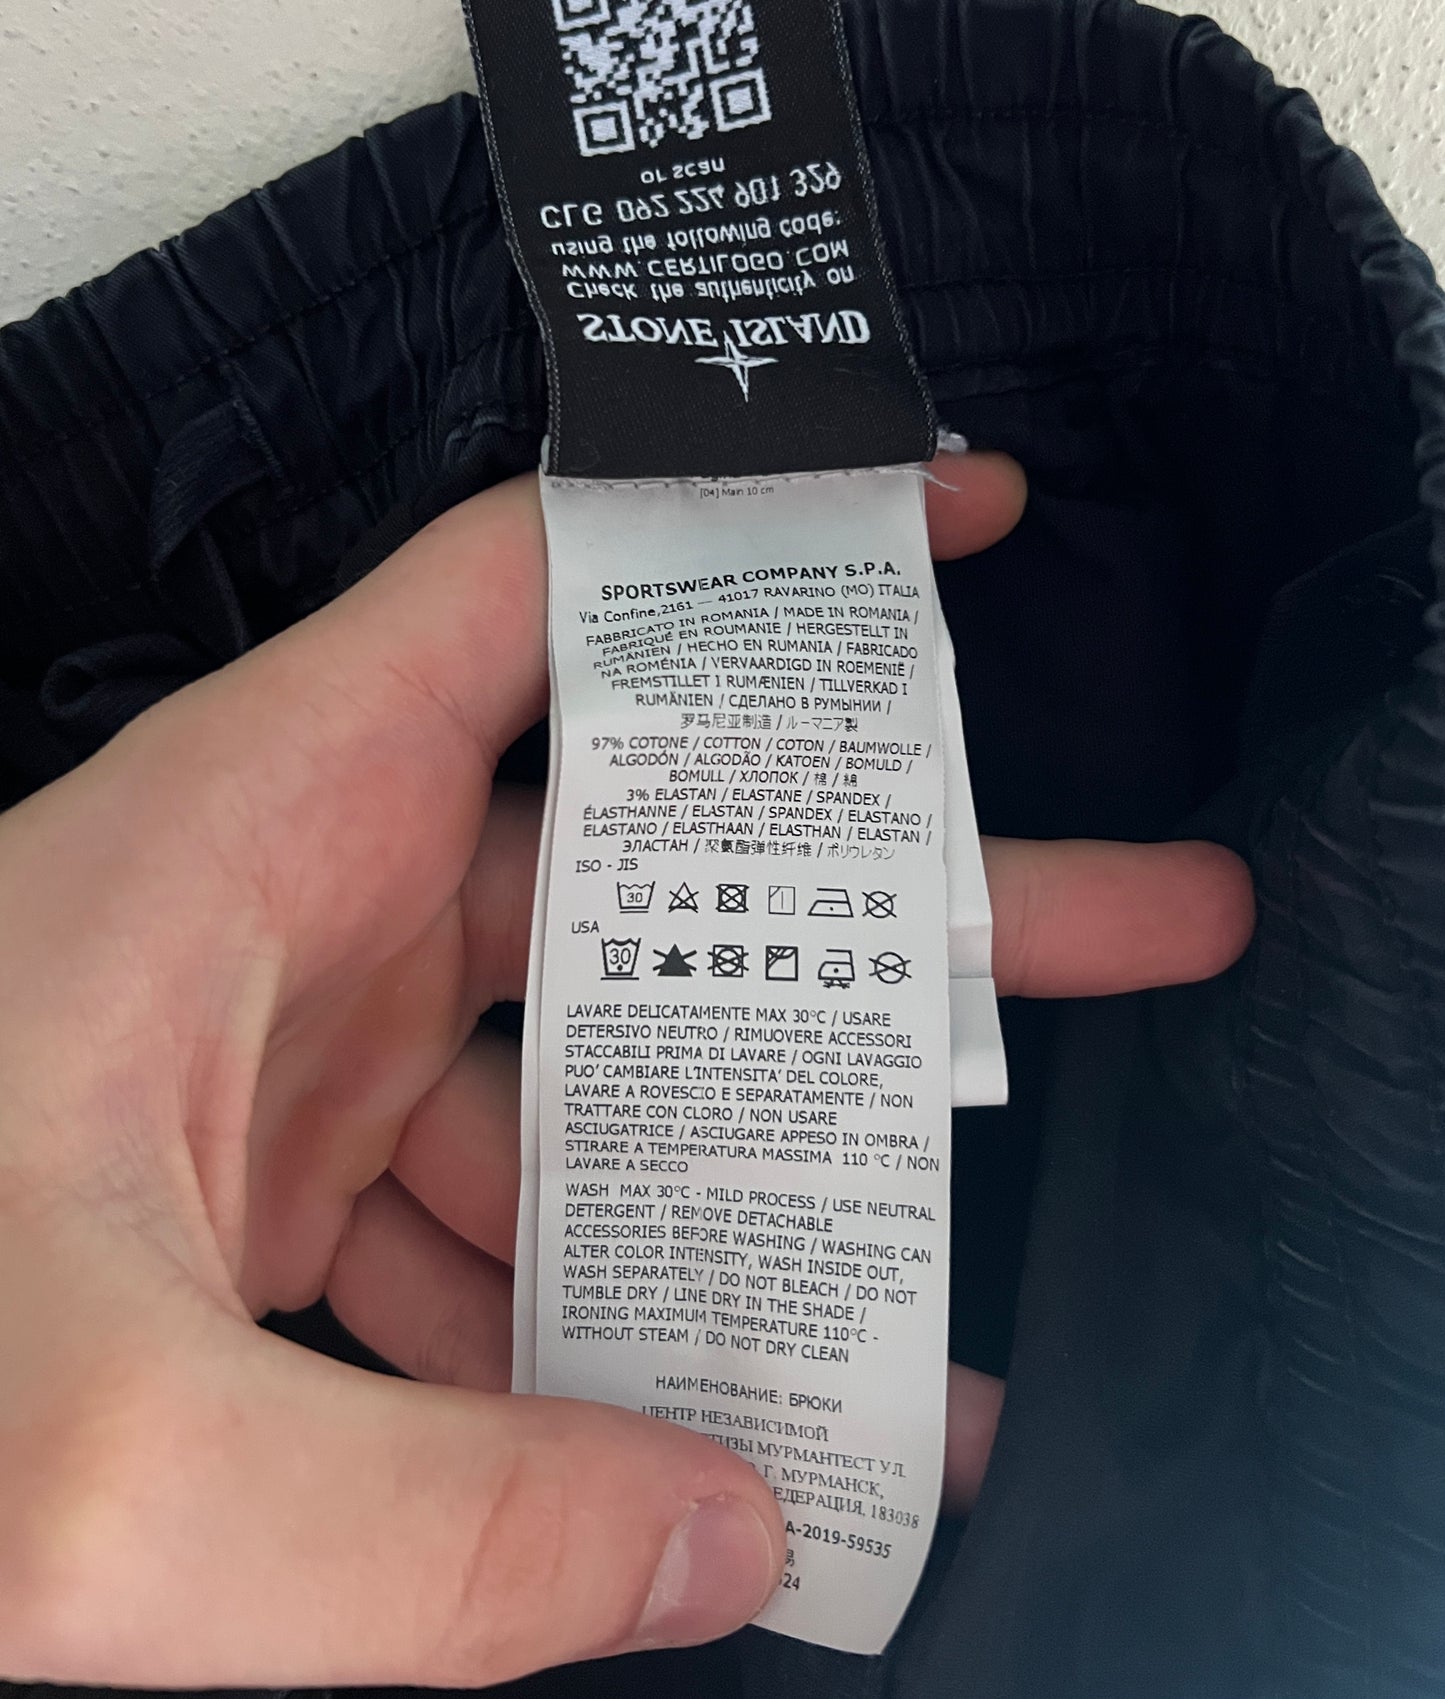 STONE ISLAND
Check the authenticity on
WWW.CERTILOGO.COM
using the following code:
CLG 092 224 901 329
or scan
[04] Main 10 cm
SPORTSWEAR COMPANY S.P.A.
Via Confine,2161 — 41017 RAVARINO (MO) ITALIA
FABBRICATO IN ROMANIA / MADE IN ROMANIA /
FABRIQUÉ EN ROUMANIE / HERGESTELLT IN
RUMÄNIEN / HECHO EN RUMANIA / FABRICADO
NA ROMÉNIA / VERVAARDIGD IN ROEMENIË /
FREMSTILLET I RUMÆNIEN / TILLVERKAD I
RUMÄNIEN / СДЕЛАНО В РУМЫНИИ /
罗马尼亚制造 / ルーマニア製
97% COTONE / COTTON / COTON / BAUMWOLLE /
ALGODÓN / ALGODÃO / KATOEN / BOMULD /
BOMULL / ХЛОПОК / 棉 / 綿
3% ELASTAN / ELASTANE / SPANDEX /
ÉLASTHANNE / ELASTAN / SPANDEX / ELASTANO /
ELASTANO / ELASTHAAN / ELASTHAN / ELASTAN /
ЭЛАСТАН / 聚氨酯弹性纤维 / ポリウレタン
ISO - JIS
30
USA
30
LAVARE DELICATAMENTE MAX 30°C / USARE
DETERSIVO NEUTRO / RIMUOVERE ACCESSORI
STACCABILI PRIMA DI LAVARE / OGNI LAVAGGIO
PUO' CAMBIARE L'INTENSITA' DEL COLORE,
LAVARE A ROVESCIO E SEPARATAMENTE / NON
TRATTARE CON CLORO / NON USARE
ASCIUGATRICE / ASCIUGARE APPESO IN OMBRA /
STIRARE A TEMPERATURA MASSIMA 110 °C / NON
LAVARE A SECCO
WASH MAX 30°C - MILD PROCESS / USE NEUTRAL
DETERGENT / REMOVE DETACHABLE
ACCESSORIES BEFORE WASHING / WASHING CAN
ALTER COLOR INTENSITY, WASH INSIDE OUT,
WASH SEPARATELY / DO NOT BLEACH / DO NOT
TUMBLE DRY / LINE DRY IN THE SHADE /
IRONING MAXIMUM TEMPERATURE 110°C -
WITHOUT STEAM / DO NOT DRY CLEAN
НАИМЕНОВАНИЕ: БРЮКИ
ЦЕНТР НЕЗАВИСИМОЙ
МУРМАНТЕСТ УЛ.
Г. МУРМАНСК,
183038
A-2019-59535